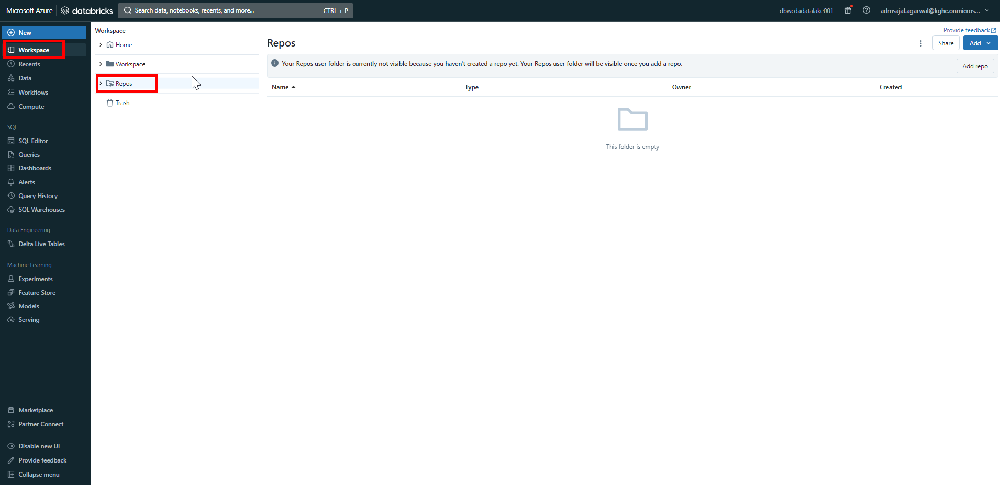 Microsoft Azure databricks Search data, notebooks, recents, and more... CTRL + P dbwcdadatalake001 admsajal.agarwal@kghc.onmicros...
New
Workspace
Recents
Data
Workflows
Compute
SQL
SQL Editor
Queries
Dashboards
Alerts
Query History
SQL Warehouses
Data Engineering
Delta Live Tables
Machine Learning
Experiments
Feature Store
Models
Serving
Marketplace
Partner Connect
Disable new UI
Provide feedback
Collapse menu
Workspace
Home
Workspace
Repos
Trash
Provide feedback
Repos
Share Add
Your Repos user folder is currently not visible because you haven't created a repo yet. Your Repos user folder will be visible once you add a repo.
Add repo
Name Type Owner Created
This folder is empty